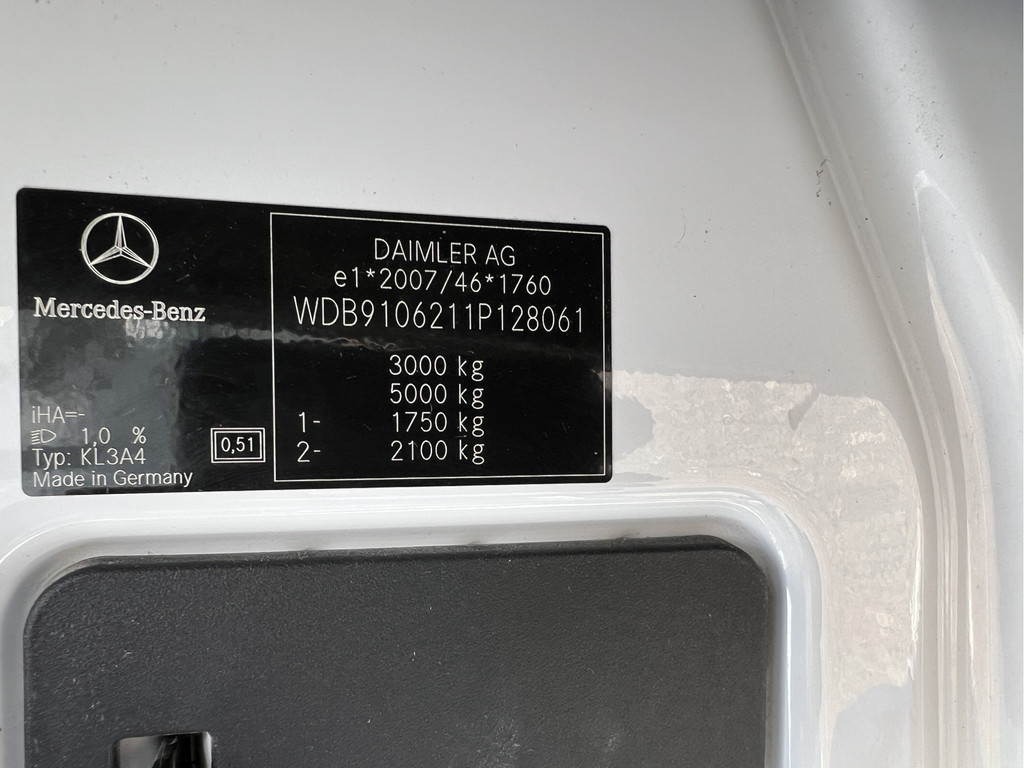 Mercedes-Benz
iHA=-
1,0 %
Typ: KL3A4
Made in Germany
0,51
DAIMLER AG
e1*2007/46*1760
WDB9106211P128061
3000 kg
5000 kg
1- 1750 kg
2- 2100 kg